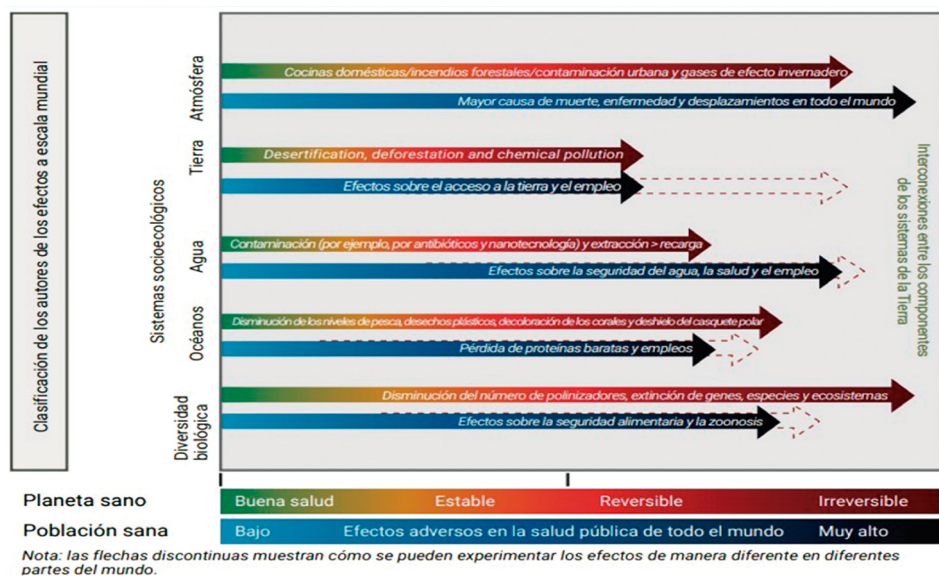 Clasificación de los autores de los efectos a escala mundial
Sistemas socioecológicos
Atmósfera
Cocinas domésticas/incendios forestales/contaminación urbana y gases de efecto invernadero
Mayor causa de muerte, enfermedad y desplazamientos en todo el mundo
Tierra
Desertification, deforestation and chemical pollution
Efectos sobre el acceso a la tierra y el empleo
Agua
Contaminación (por ejemplo, por antibióticos y nanotecnología) y extracción > recarga
Efectos sobre la seguridad del agua, la salud y el empleo
Océanos
Disminución de los niveles de pesca, desechos plásticos, decoloración de los corales y deshielo del casquete polar
Pérdida de proteínas baratas y empleos
Diversidad
biológica
Disminución del número de polinizadores, extinción de genes, especies y ecosistemas
Efectos sobre la seguridad alimentaria y la zoonosis
Interconexiones entre los componentes
de los sistemas de la Tierra
Planeta sano
Buena salud Estable Reversible Irreversible
Población sana
Bajo Efectos adversos en la salud pública de todo el mundo Muy alto
Nota: las flechas discontinuas muestran cómo se pueden experimentar los efectos de manera diferente en diferentes
partes del mundo.